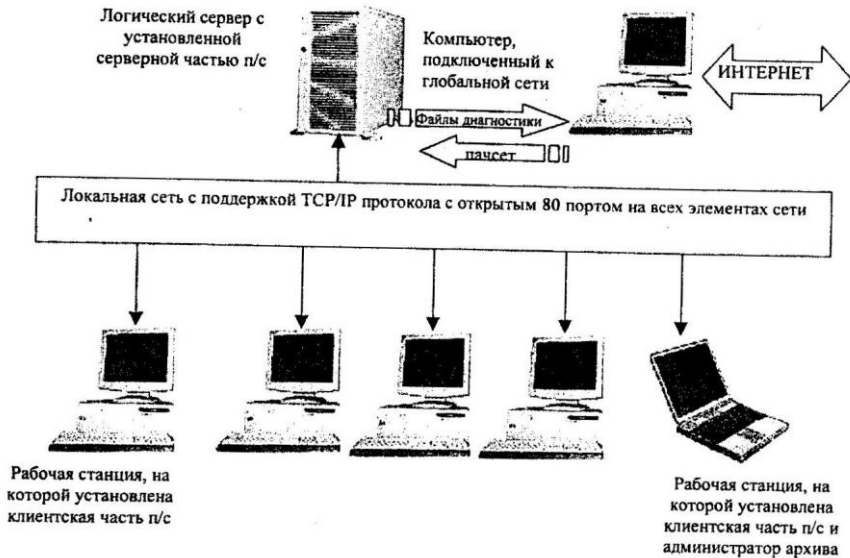 Логический сервер с
установленной
серверной частью п/с
Компьютер,
подключенный к
глобальной сети
ИНТЕРНЕТ
Файлы диагностики
пачсет
Локальная сеть с поддержкой TCP/IP протокола с открытым 80 портом на всех элементах сети
Рабочая станция, на
которой установлена
клиентская часть п/с
Рабочая станция, на
которой установлена
клиентская часть п/с и
администратор архива